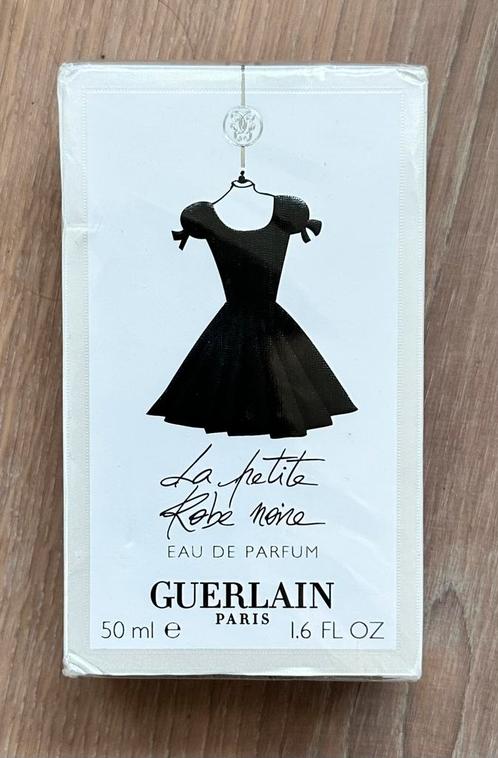 La petite
Robe noire
EAU DE PARFUM
GUERLAIN
PARIS
50 ml ℮ 1.6 FL OZ